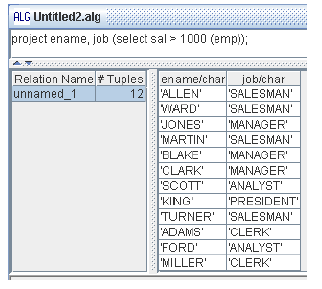 ALG Untitled2.alg
project ename, job (select sal > 1000 (emp));
Relation Name # Tuples ename/char job/char
unnamed_1 12 'ALLEN' 'SALESMAN'
'WARD' 'SALESMAN'
'JONES' 'MANAGER'
'MARTIN' 'SALESMAN'
'BLAKE' 'MANAGER'
'CLARK' 'MANAGER'
'SCOTT' 'ANALYST'
'KING' 'PRESIDENT'
'TURNER' 'SALESMAN'
'ADAMS' 'CLERK'
'FORD' 'ANALYST'
'MILLER' 'CLERK'